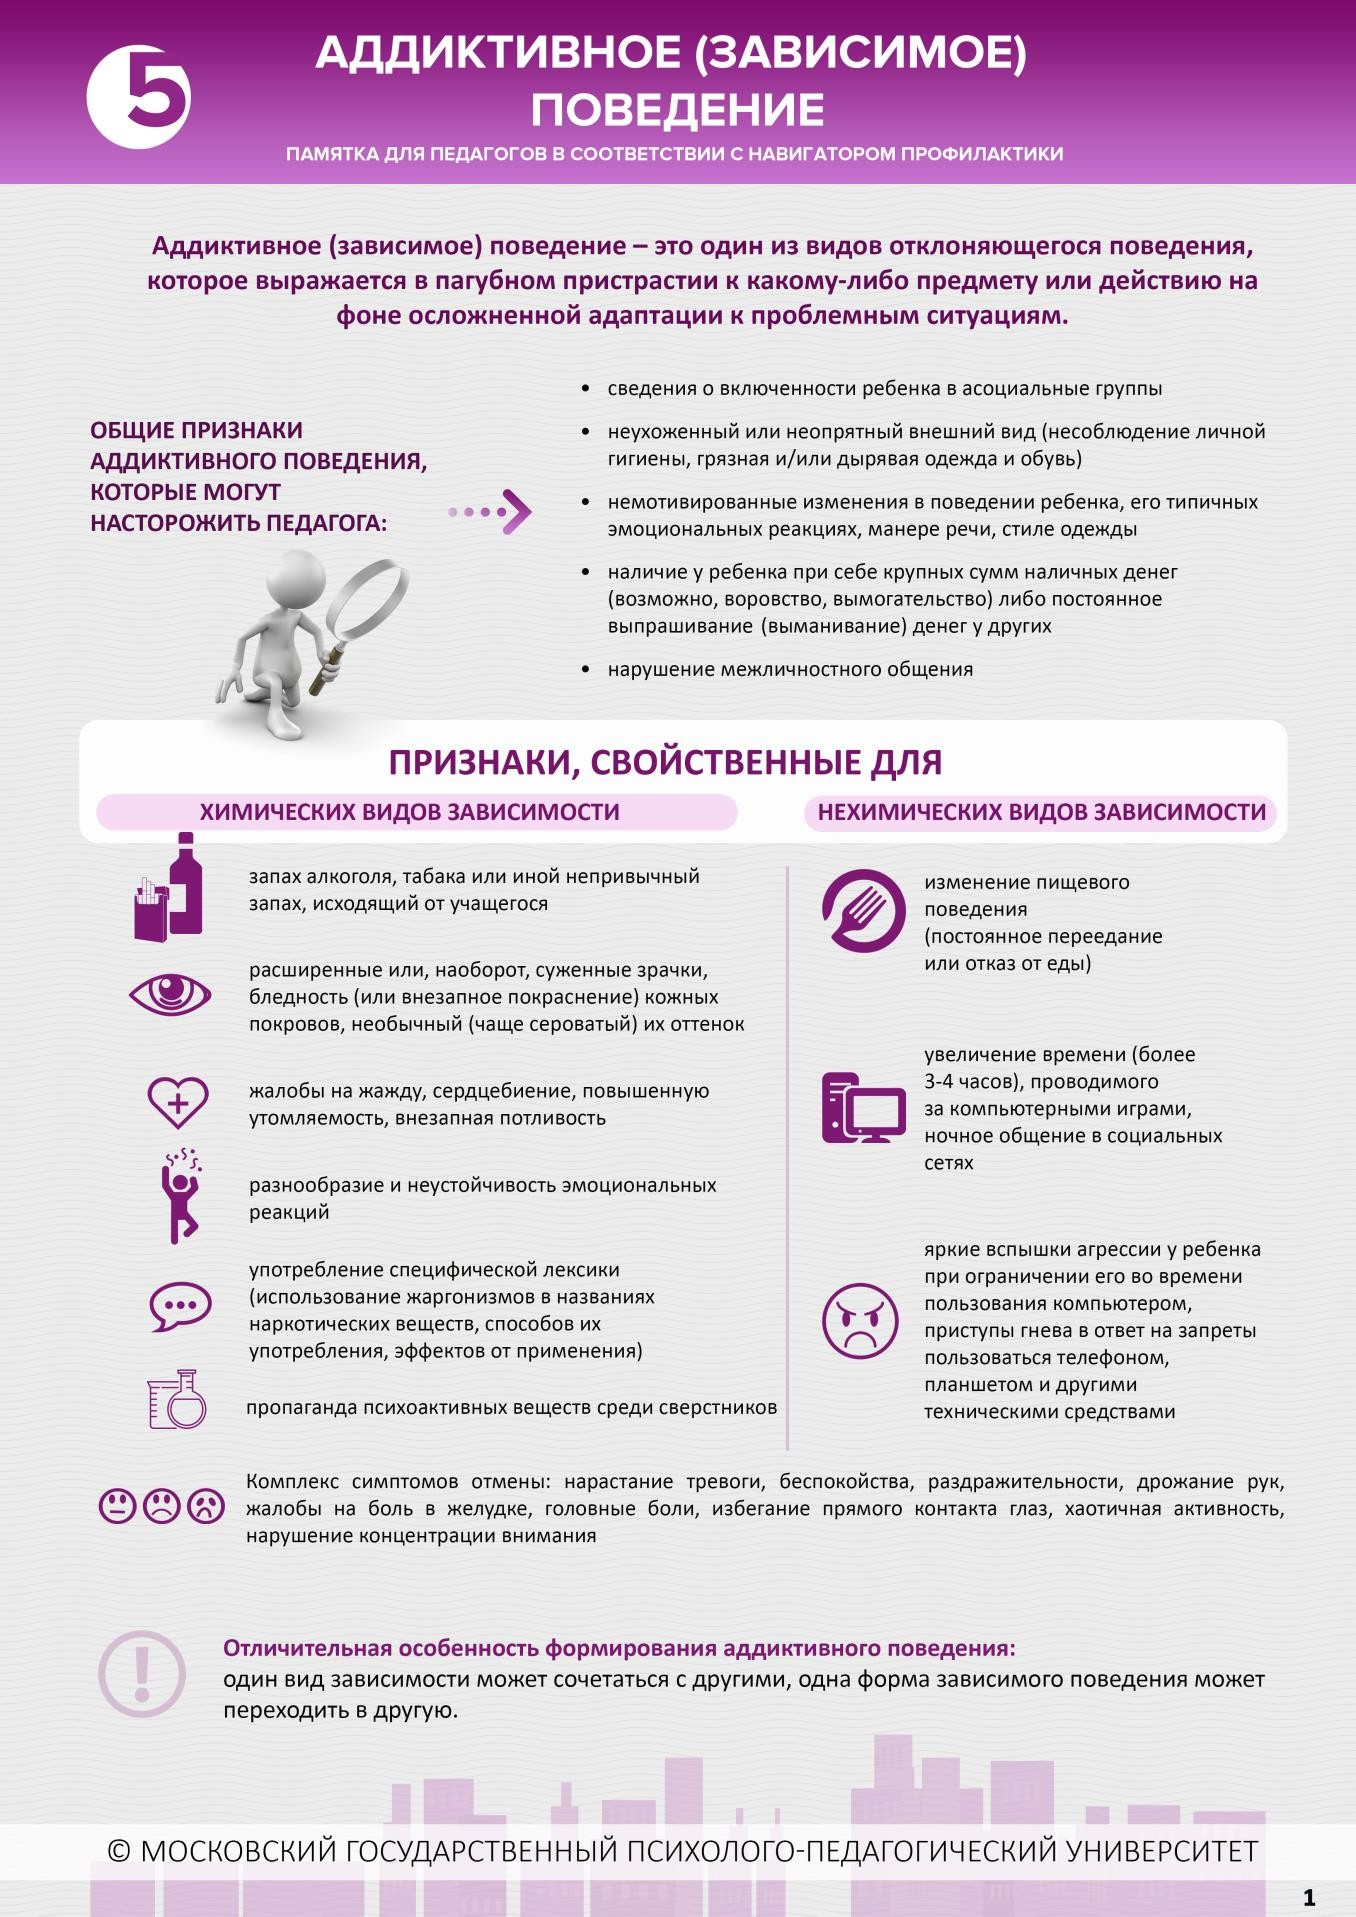 5
АДДИКТИВНОЕ (ЗАВИСИМОЕ)
ПОВЕДЕНИЕ
ПАМЯТКА ДЛЯ ПЕДАГОГОВ В СООТВЕТСТВИИ С НАВИГАТОРОМ ПРОФИЛАКТИКИ
Аддиктивное (зависимое) поведение – это один из видов отклоняющегося поведения,
которое выражается в пагубном пристрастии к какому-либо предмету или действию на
фоне осложненной адаптации к проблемным ситуациям.
ОБЩИЕ ПРИЗНАКИ
АДДИКТИВНОГО ПОВЕДЕНИЯ,
КОТОРЫЕ МОГУТ
НАСТОРОЖИТЬ ПЕДАГОГА:
• сведения о включенности ребенка в асоциальные группы
• неухоженный или неопрятный внешний вид (несоблюдение личной
гигиены, грязная и/или дырявая одежда и обувь)
• немотивированные изменения в поведении ребенка, его типичных
эмоциональных реакциях, манере речи, стиле одежды
• наличие у ребенка при себе крупных сумм наличных денег
(возможно, воровство, вымогательство) либо постоянное
выпрашивание (выманивание) денег у других
• нарушение межличностного общения
ПРИЗНАКИ, СВОЙСТВЕННЫЕ ДЛЯ
ХИМИЧЕСКИХ ВИДОВ ЗАВИСИМОСТИ
запах алкоголя, табака или иной непривычный
запах, исходящий от учащегося
расширенные или, наоборот, суженные зрачки,
бледность (или внезапное покраснение) кожных
покровов, необычный (чаще сероватый) их оттенок
жалобы на жажду, сердцебиение, повышенную
утомляемость, внезапная потливость
разнообразие и неустойчивость эмоциональных
реакций
употребление специфической лексики
(использование жаргонизмов в названиях
наркотических веществ, способов их
употребления, эффектов от применения)
пропаганда психоактивных веществ среди сверстников
НЕХИМИЧЕСКИХ ВИДОВ ЗАВИСИМОСТИ
изменение пищевого
поведения
(постоянное переедание
или отказ от еды)
увеличение времени (более
3-4 часов), проводимого
за компьютерными играми,
ночное общение в социальных
сетях
яркие вспышки агрессии у ребенка
при ограничении его во времени
пользования компьютером,
приступы гнева в ответ на запреты
пользоваться телефоном,
планшетом и другими
техническими средствами
Комплекс симптомов отмены: нарастание тревоги, беспокойства, раздражительности, дрожание рук,
жалобы на боль в желудке, головные боли, избегание прямого контакта глаз, хаотичная активность,
нарушение концентрации внимания
Отличительная особенность формирования аддиктивного поведения:
один вид зависимости может сочетаться с другими, одна форма зависимого поведения может
переходить в другую.
© МОСКОВСКИЙ ГОСУДАРСТВЕННЫЙ ПСИХОЛОГО-ПЕДАГОГИЧЕСКИЙ УНИВЕРСИТЕТ
1